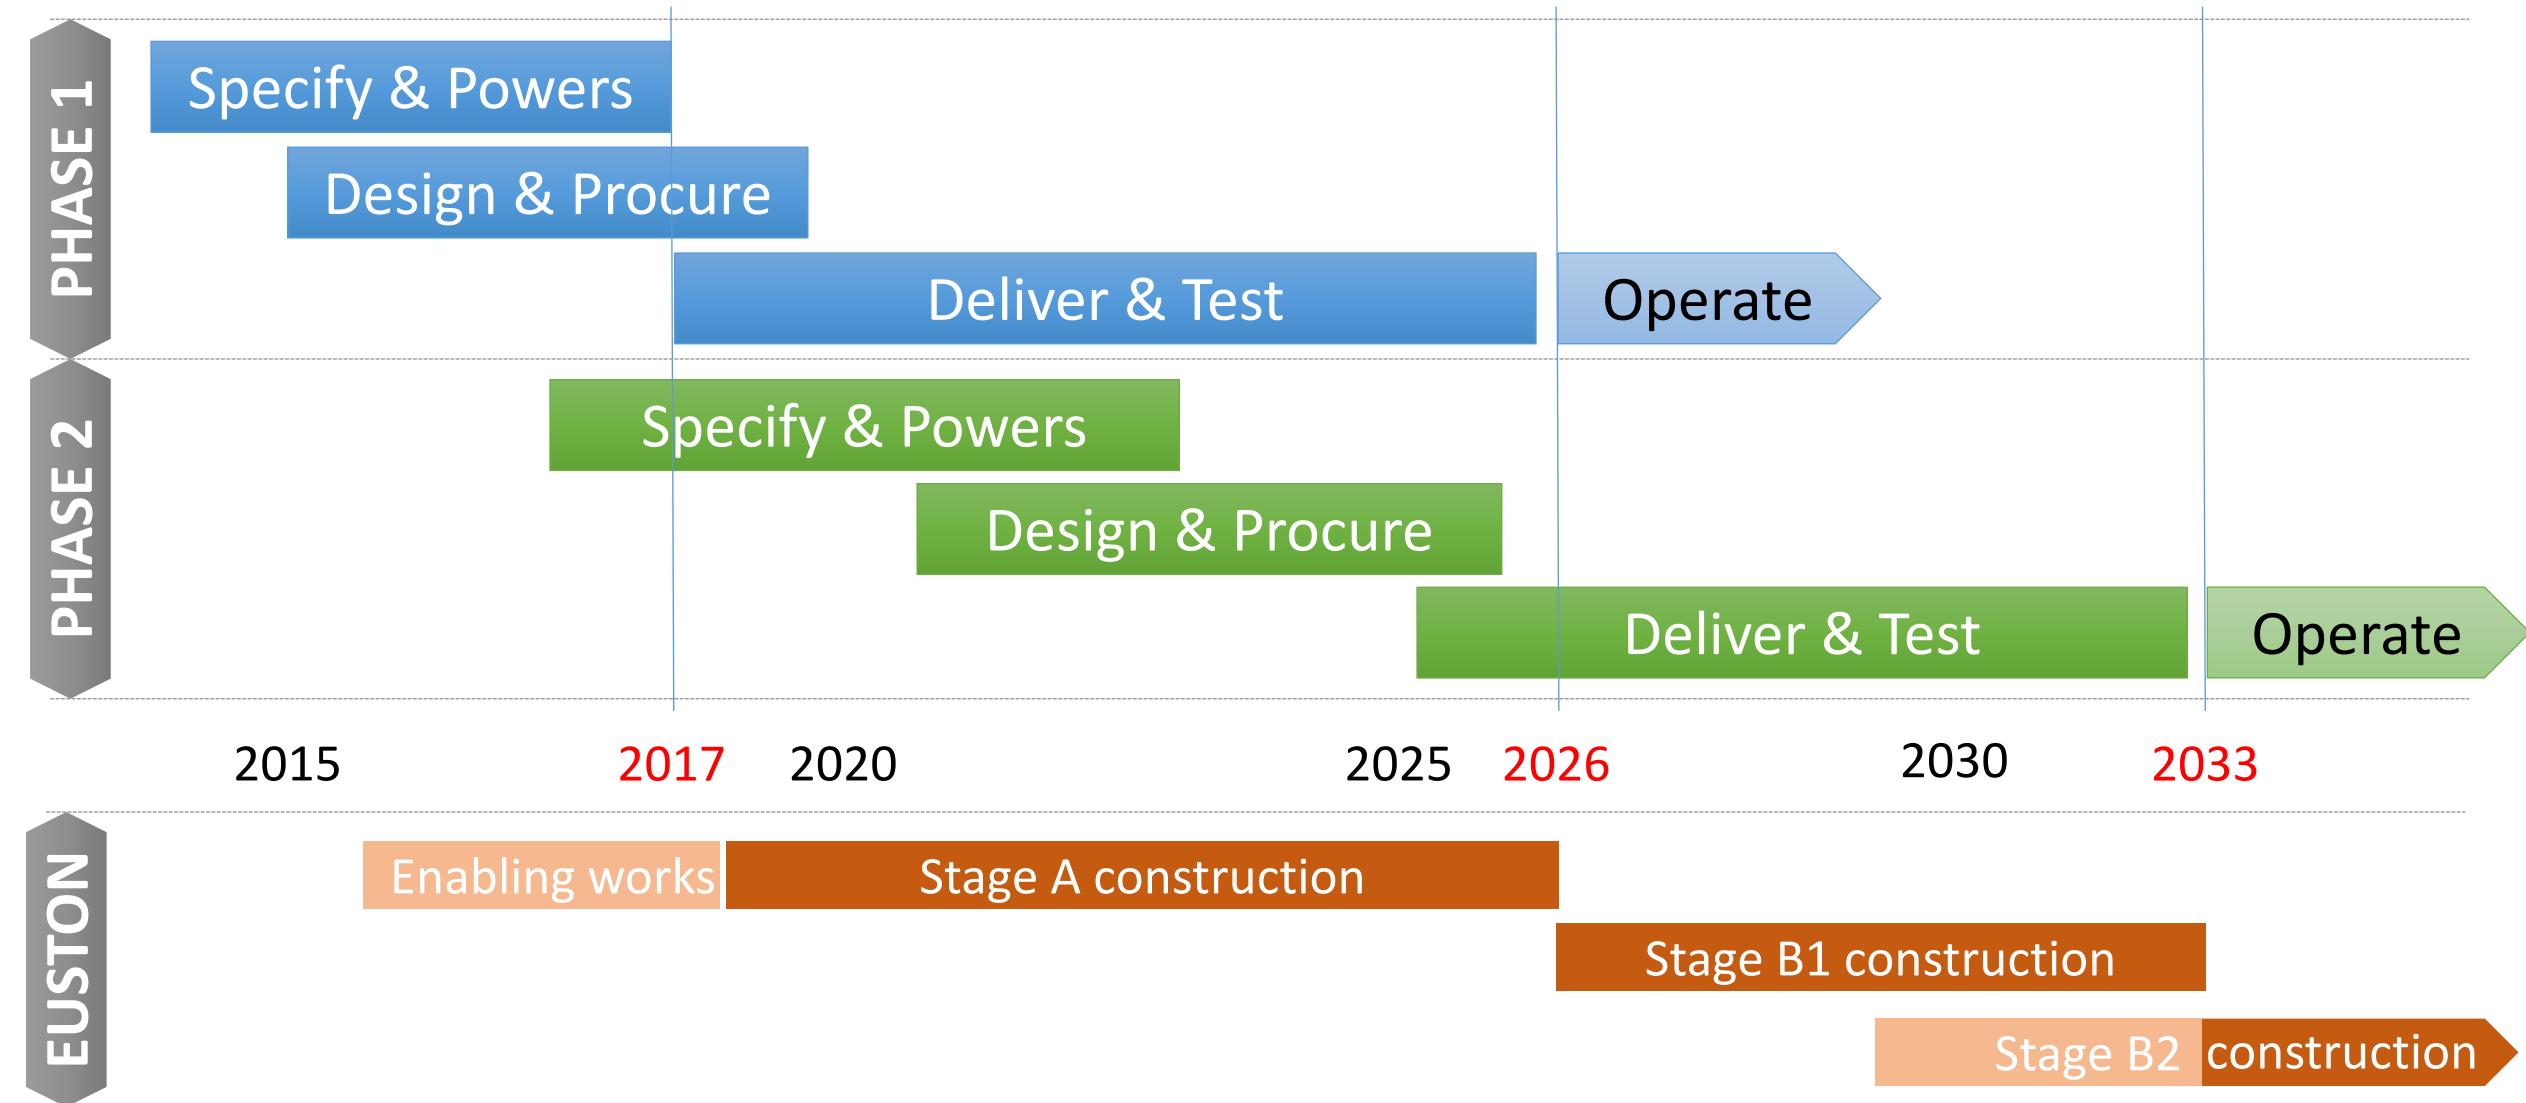 PHASE 1
Specify & Powers
Design & Procure
Deliver & Test
Operate
PHASE 2
Specify & Powers
Design & Procure
Deliver & Test
Operate
2015 2017 2020 2025 2026 2030 2033
EUSTON
Enabling works Stage A construction
Stage B1 construction
Stage B2 construction